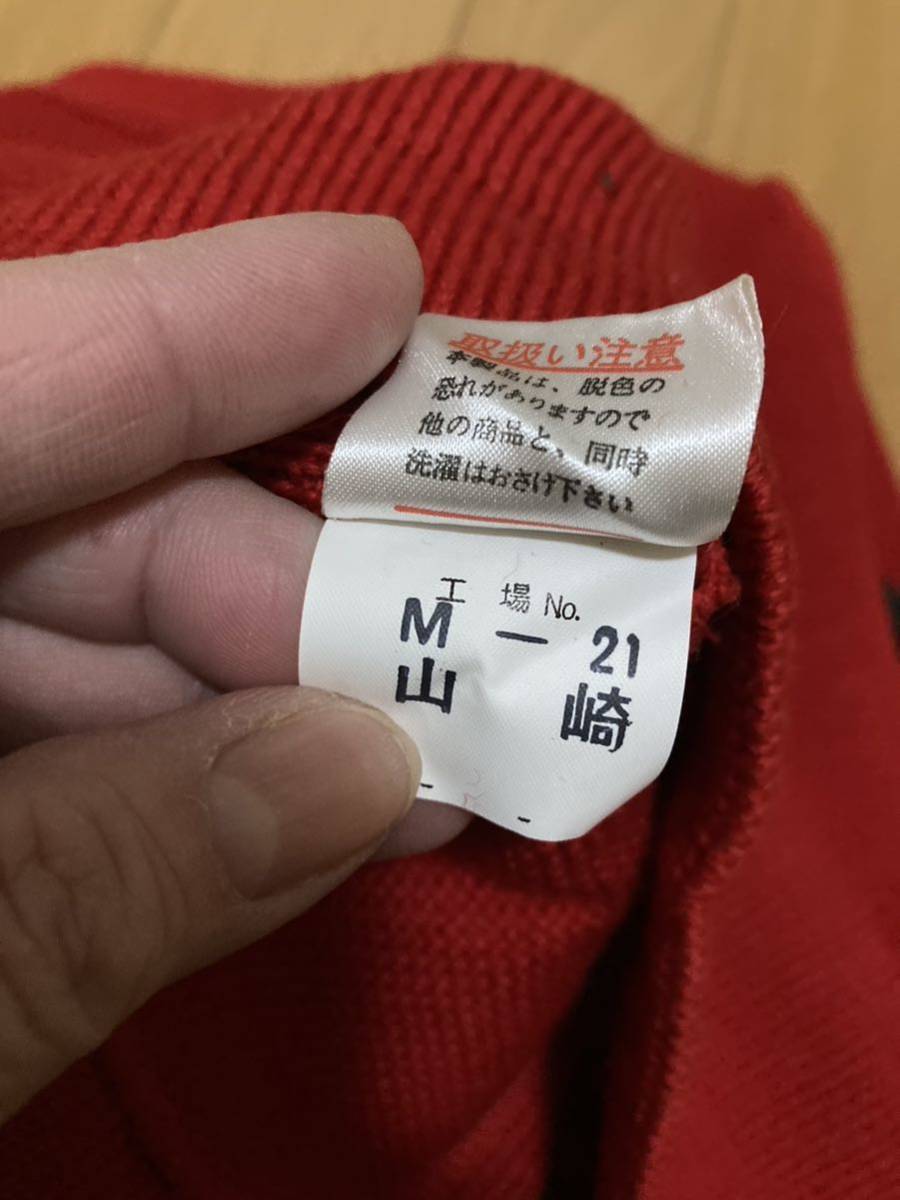 取扱い注意
本製品は、脱色の
恐れがありますので
他の商品と、同時
洗濯はおさけ下さい
工場No.
M－21
山崎